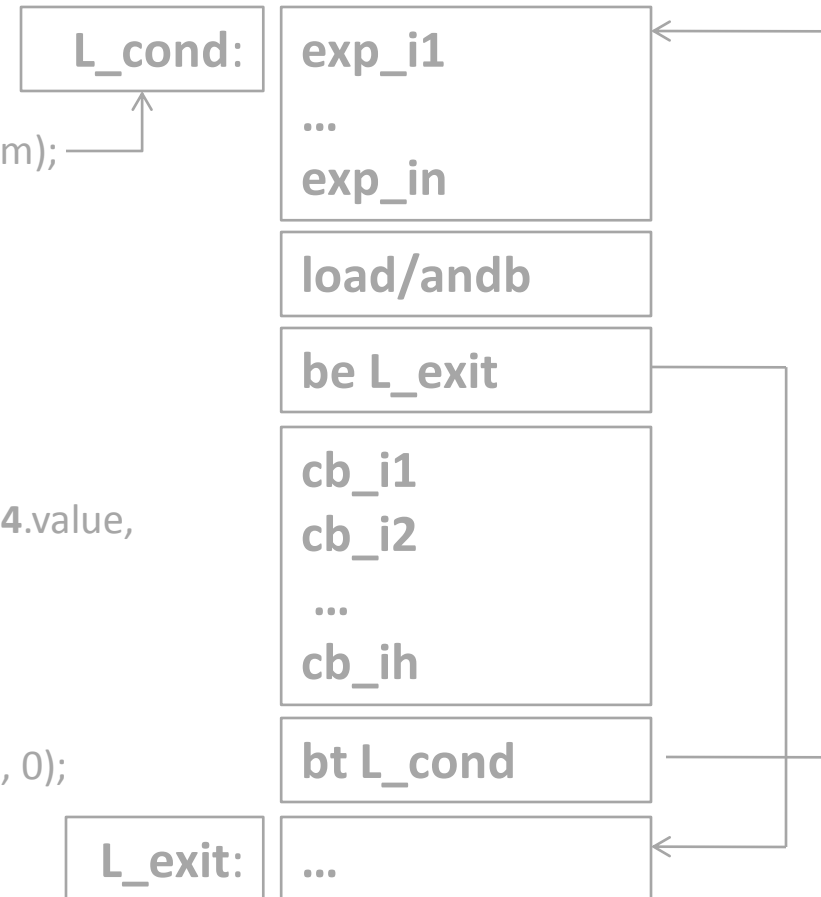 L_cond: exp_i1
…
m);
exp_in
load/andb
be L_exit
cb_i1
4.value,
cb_i2
…
cb_ih
, 0);
bt L_cond
L_exit: …